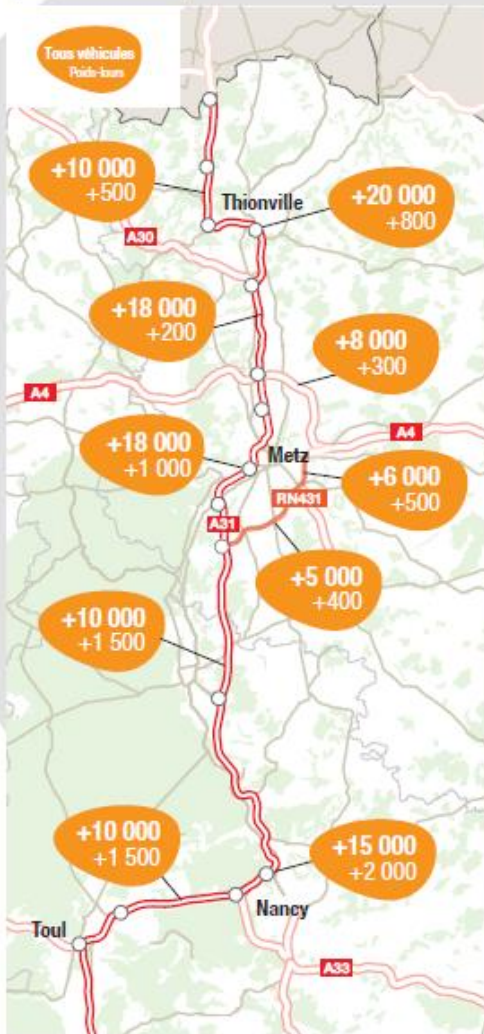 Tous véhicules
Poids-lours
+10 000
+500
Thionville
+20 000
+800
A30
+18 000
+200
+8 000
+300
A4
A4
+18 000
+1 000
Metz
+6 000
+500
RN431
A31
+5 000
+400
+10 000
+1 500
+10 000
+1 500
+15 000
+2 000
Nancy
Toul
A33